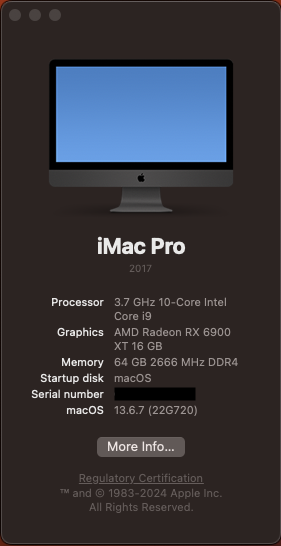 iMac Pro
2017
Processor 3.7 GHz 10-Core Intel
Core i9
Graphics AMD Radeon RX 6900
XT 16 GB
Memory 64 GB 2666 MHz DDR4
Startup disk macOS
Serial number
macOS 13.6.7 (22G720)
More Info...
Regulatory Certification
™ and © 1983-2024 Apple Inc.
All Rights Reserved.